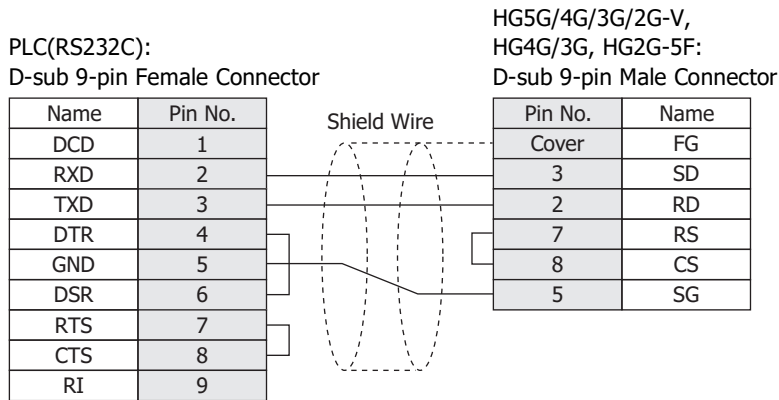 HG5G/4G/3G/2G-V,
PLC(RS232C): HG4G/3G, HG2G-5F:
D-sub 9-pin Female Connector D-sub 9-pin Male Connector
Name Pin No. Shield Wire Pin No. Name
DCD 1 Cover FG
RXD 2 3 SD
TXD 3 2 RD
DTR 4 7 RS
GND 5 8 CS
DSR 6 5 SG
RTS 7
CTS 8
RI 9